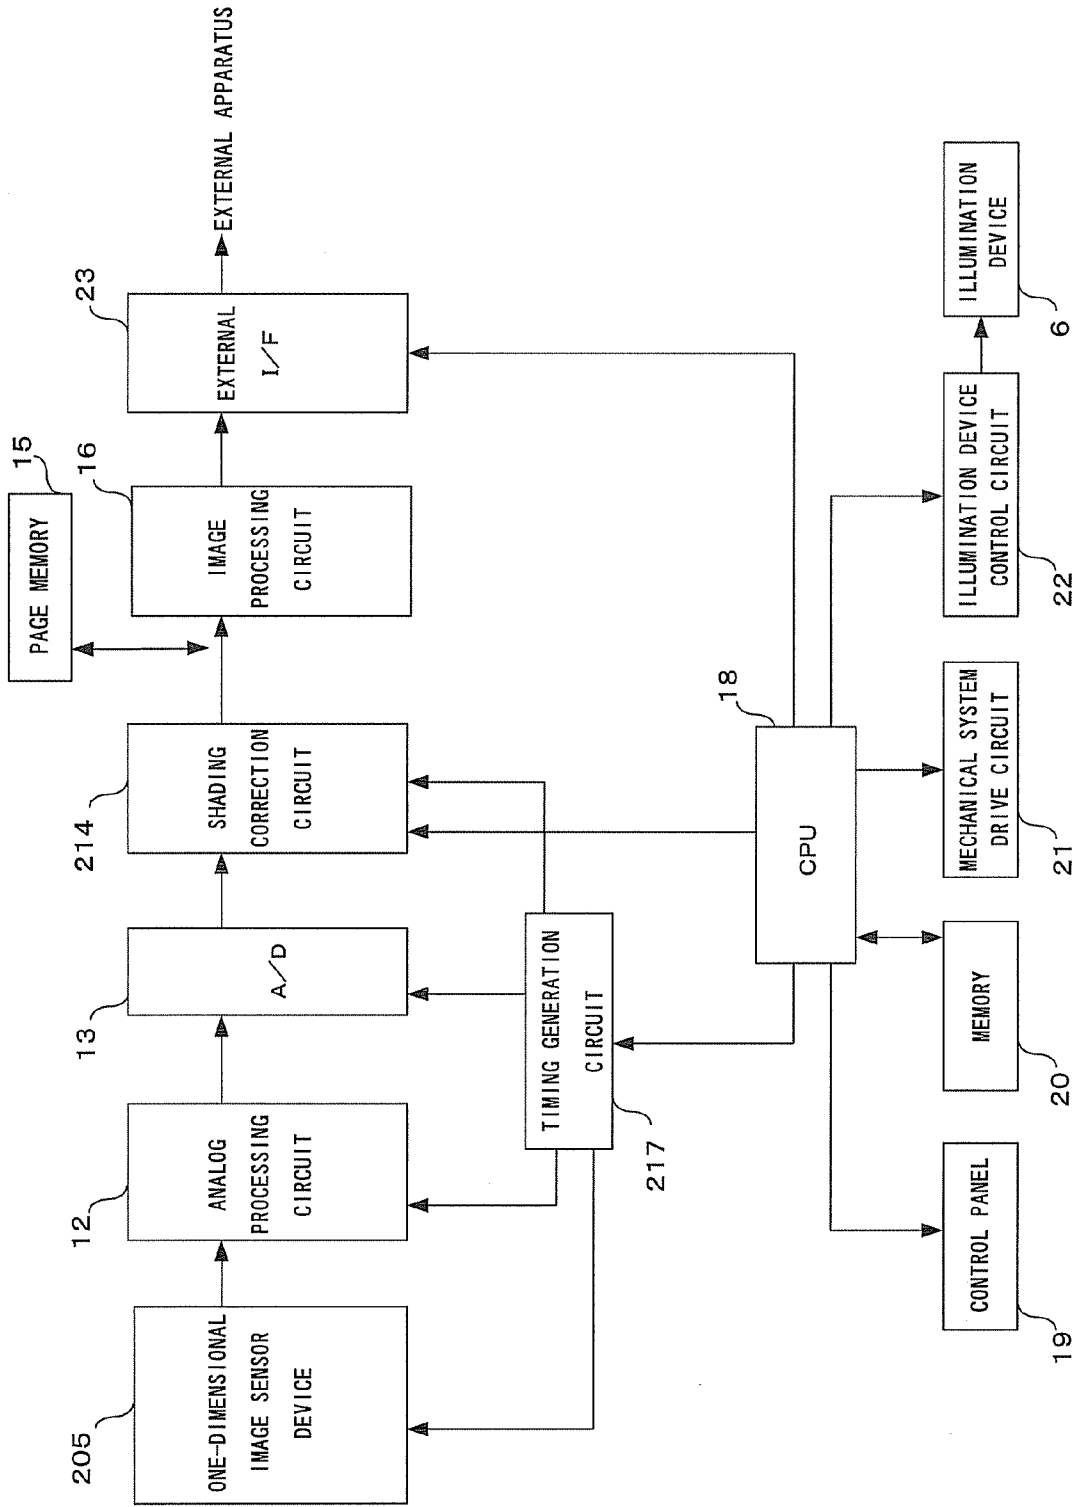 205
ONE-DIMENSIONAL
IMAGE SENSOR
DEVICE
12
ANALOG
PROCESSING
CIRCUIT
13
A/D
214
SHADING
CORRECTION
CIRCUIT
15
PAGE MEMORY
16
IMAGE
PROCESSING
CIRCUIT
23
EXTERNAL
I/F
EXTERNAL APPARATUS
TIMING GENERATION
CIRCUIT
217
18
CPU
CONTROL PANEL
19
MEMORY
20
MECHANICAL SYSTEM
DRIVE CIRCUIT
21
ILLUMINATION DEVICE
CONTROL CIRCUIT
22
ILLUMINATION
DEVICE
6